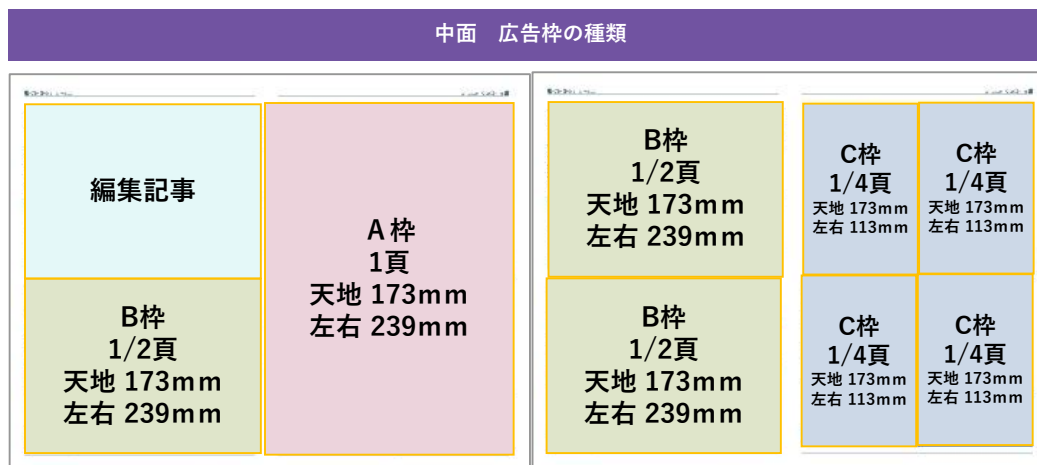 中面　広告枠の種類
編集記事
B枠
1/2頁
天地 173mm
左右 239mm
A枠
1頁
天地 173mm
左右 239mm
B枠
1/2頁
天地 173mm
左右 239mm
B枠
1/2頁
天地 173mm
左右 239mm
C枠
1/4頁
天地 173mm
左右 113mm
C枠
1/4頁
天地 173mm
左右 113mm
C枠
1/4頁
天地 173mm
左右 113mm
C枠
1/4頁
天地 173mm
左右 113mm